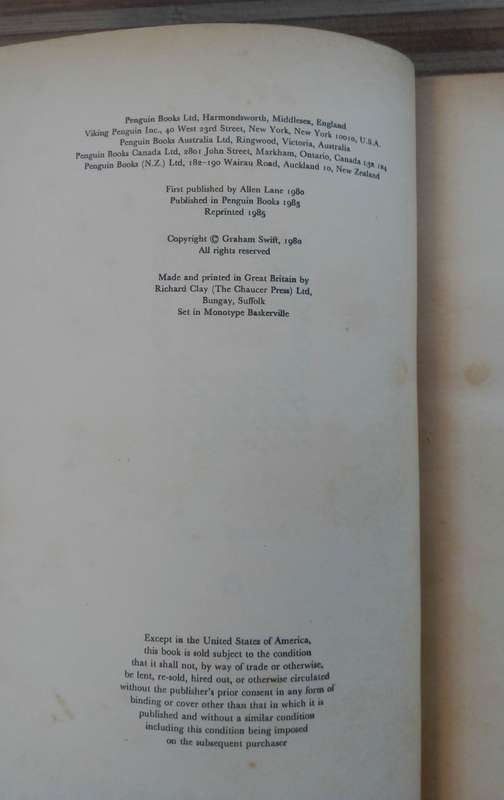 Penguin Books Ltd, Harmondsworth, Middlesex, England
Viking Penguin Inc., 40 West 23rd Street, New York, New York 10010, U.S.A.
Penguin Books Australia Ltd, Ringwood, Victoria, Australia
Penguin Books Canada Ltd, 2801 John Street, Markham, Ontario, Canada L3R 1B4
Penguin Books (N.Z.) Ltd, 182-190 Wairau Road, Auckland 10, New Zealand
First published by Allen Lane 1980
Published in Penguin Books 1985
Reprinted 1985
Copyright © Graham Swift, 1980
All rights reserved
Made and printed in Great Britain by
Richard Clay (The Chaucer Press) Ltd,
Bungay, Suffolk
Set in Monotype Baskerville
Except in the United States of America,
this book is sold subject to the condition
that it shall not, by way of trade or otherwise,
be lent, re-sold, hired out, or otherwise circulated
without the publisher's prior consent in any form of
binding or cover other than that in which it is
published and without a similar condition
including this condition being imposed
on the subsequent purchaser